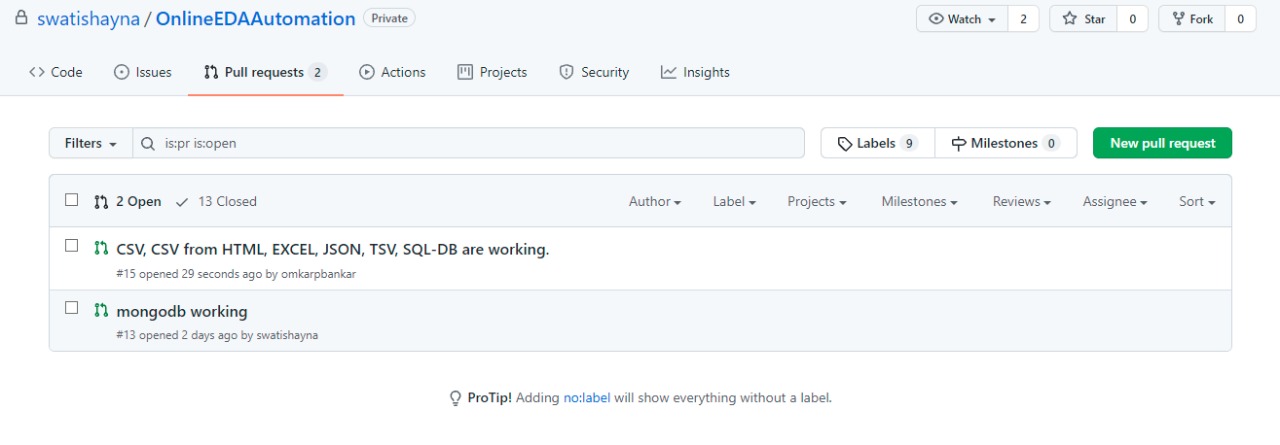 swatishayna / OnlineEDAAutomation Private Watch 2 Star 0 Fork 0
Code Issues Pull requests 2 Actions Projects Security Insights
Filters is:pr is:open Labels 9 Milestones 0 New pull request
2 Open 13 Closed Author Label Projects Milestones Reviews Assignee Sort
CSV, CSV from HTML, EXCEL, JSON, TSV, SQL-DB are working.
#15 opened 29 seconds ago by omkarpbankar
mongodb working
#13 opened 2 days ago by swatishayna
ProTip! Adding no:label will show everything without a label.